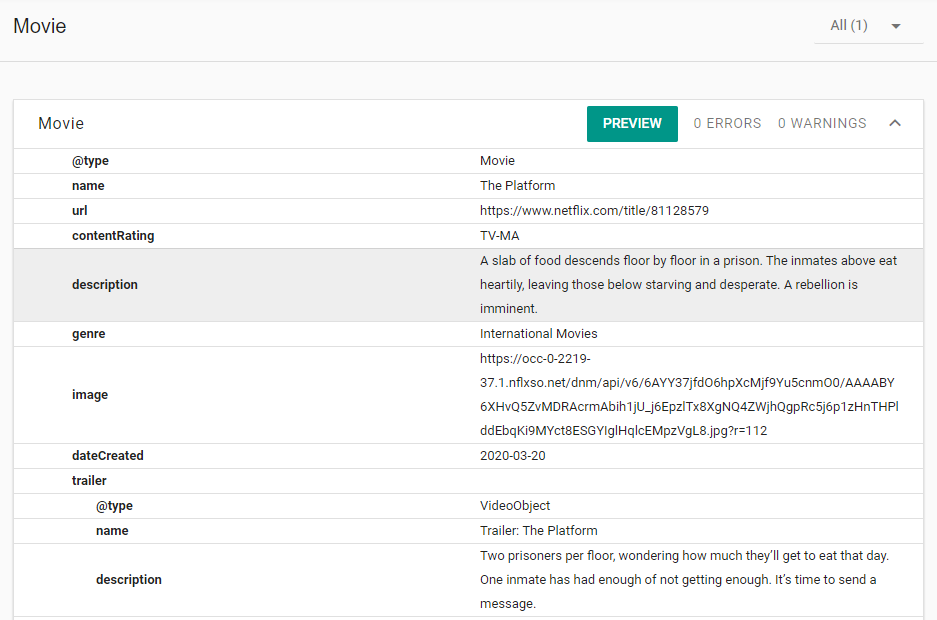 Movie
All (1)
Movie
PREVIEW 0 ERRORS 0 WARNINGS
@type Movie
name The Platform
url https://www.netflix.com/title/81128579
contentRating TV-MA
description A slab of food descends floor by floor in a prison. The inmates above eat
heartily, leaving those below starving and desperate. A rebellion is
imminent.
genre International Movies
image https://occ-0-2219-
37.1.nflxso.net/dnm/api/v6/6AYY37jfdO6hpXcMjf9Yu5cnmO0/AAAABY
6XHvQ5ZvMDRAcrmAbih1jU_j6EpzlTx8XgNQ4ZWjhQgpRc5j6p1zHnTHPl
ddEbqKi9MYct8ESGYIglHqlcEMpzVgL8.jpg?r=112
dateCreated 2020-03-20
trailer
@type VideoObject
name Trailer: The Platform
description Two prisoners per floor, wondering how much they’ll get to eat that day.
One inmate has had enough of not getting enough. It’s time to send a
message.